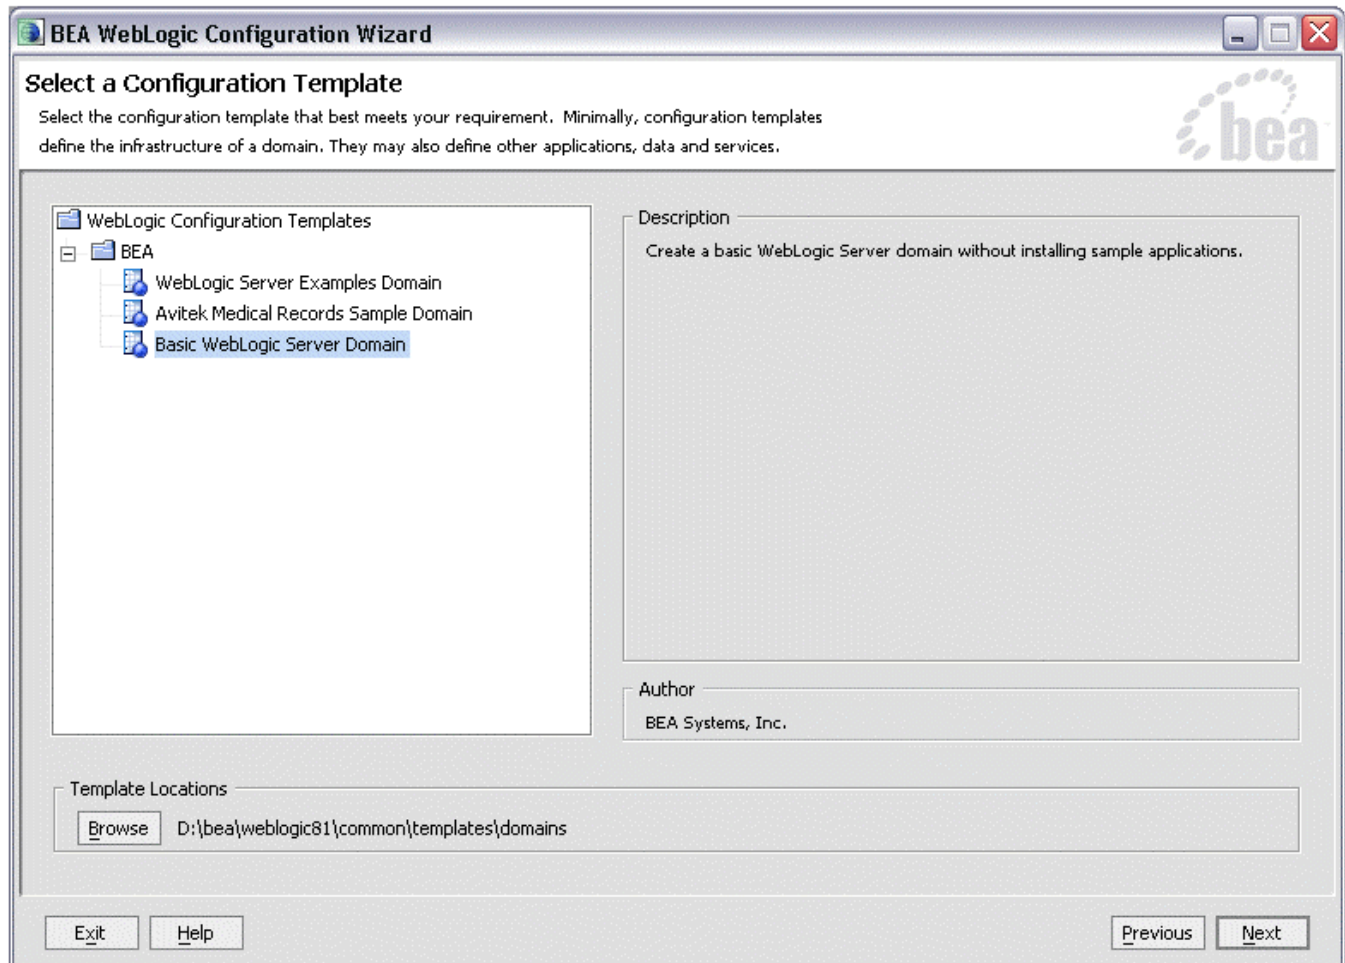 BEA WebLogic Configuration Wizard
Select a Configuration Template
Select the configuration template that best meets your requirement. Minimally, configuration templates
define the infrastructure of a domain. They may also define other applications, data and services.
bea
WebLogic Configuration Templates
BEA
WebLogic Server Examples Domain
Avitek Medical Records Sample Domain
Basic WebLogic Server Domain
Description
Create a basic WebLogic Server domain without installing sample applications.
Author
BEA Systems, Inc.
Template Locations
Browse D:\bea\weblogic81\common\templates\domains
Exit Help Previous Next